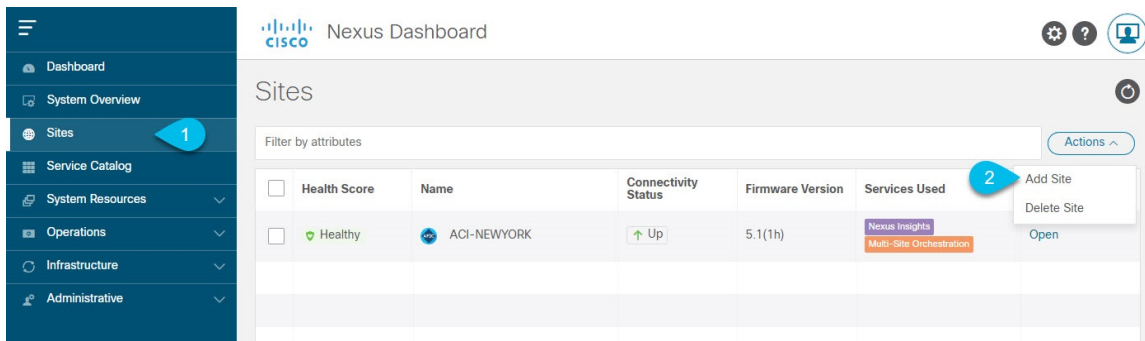 CISCO Nexus Dashboard
?
Dashboard
System Overview
Sites
1
Service Catalog
System Resources
Operations
Infrastructure
Administrative
Sites
Filter by attributes
Actions
2
Add Site
Delete Site
Health Score Name Connectivity Status Firmware Version Services Used
Healthy APIC ACI-NEWYORK Up 5.1(1h) Nexus Insights Multi-Site Orchestration Open